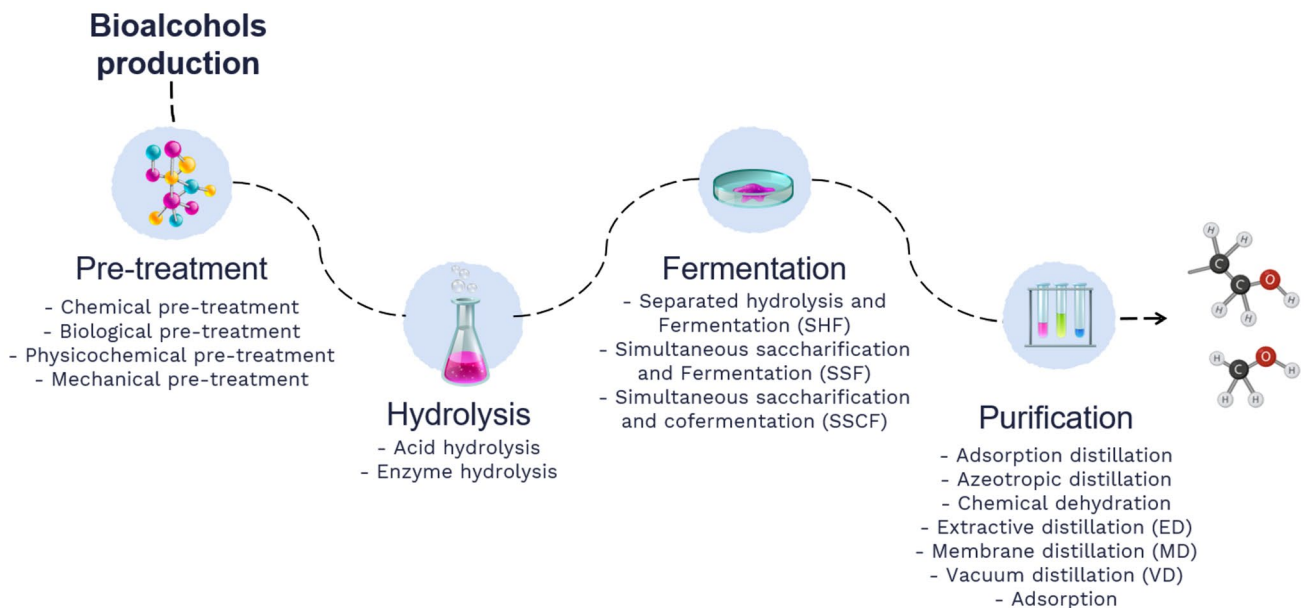 Bioalcohols
production
Pre-treatment
- Chemical pre-treatment
- Biological pre-treatment
- Physicochemical pre-treatment
- Mechanical pre-treatment
Hydrolysis
- Acid hydrolysis
- Enzyme hydrolysis
Fermentation
- Separated hydrolysis and
Fermentation (SHF)
- Simultaneous saccharification
and Fermentation (SSF)
- Simultaneous saccharification
and cofermentation (SSCF)
Purification
- Adsorption distillation
- Azeotropic distillation
- Chemical dehydration
- Extractive distillation (ED)
- Membrane distillation (MD)
- Vacuum distillation (VD)
- Adsorption
H H
C O
C H
H H
H O
C H
H H